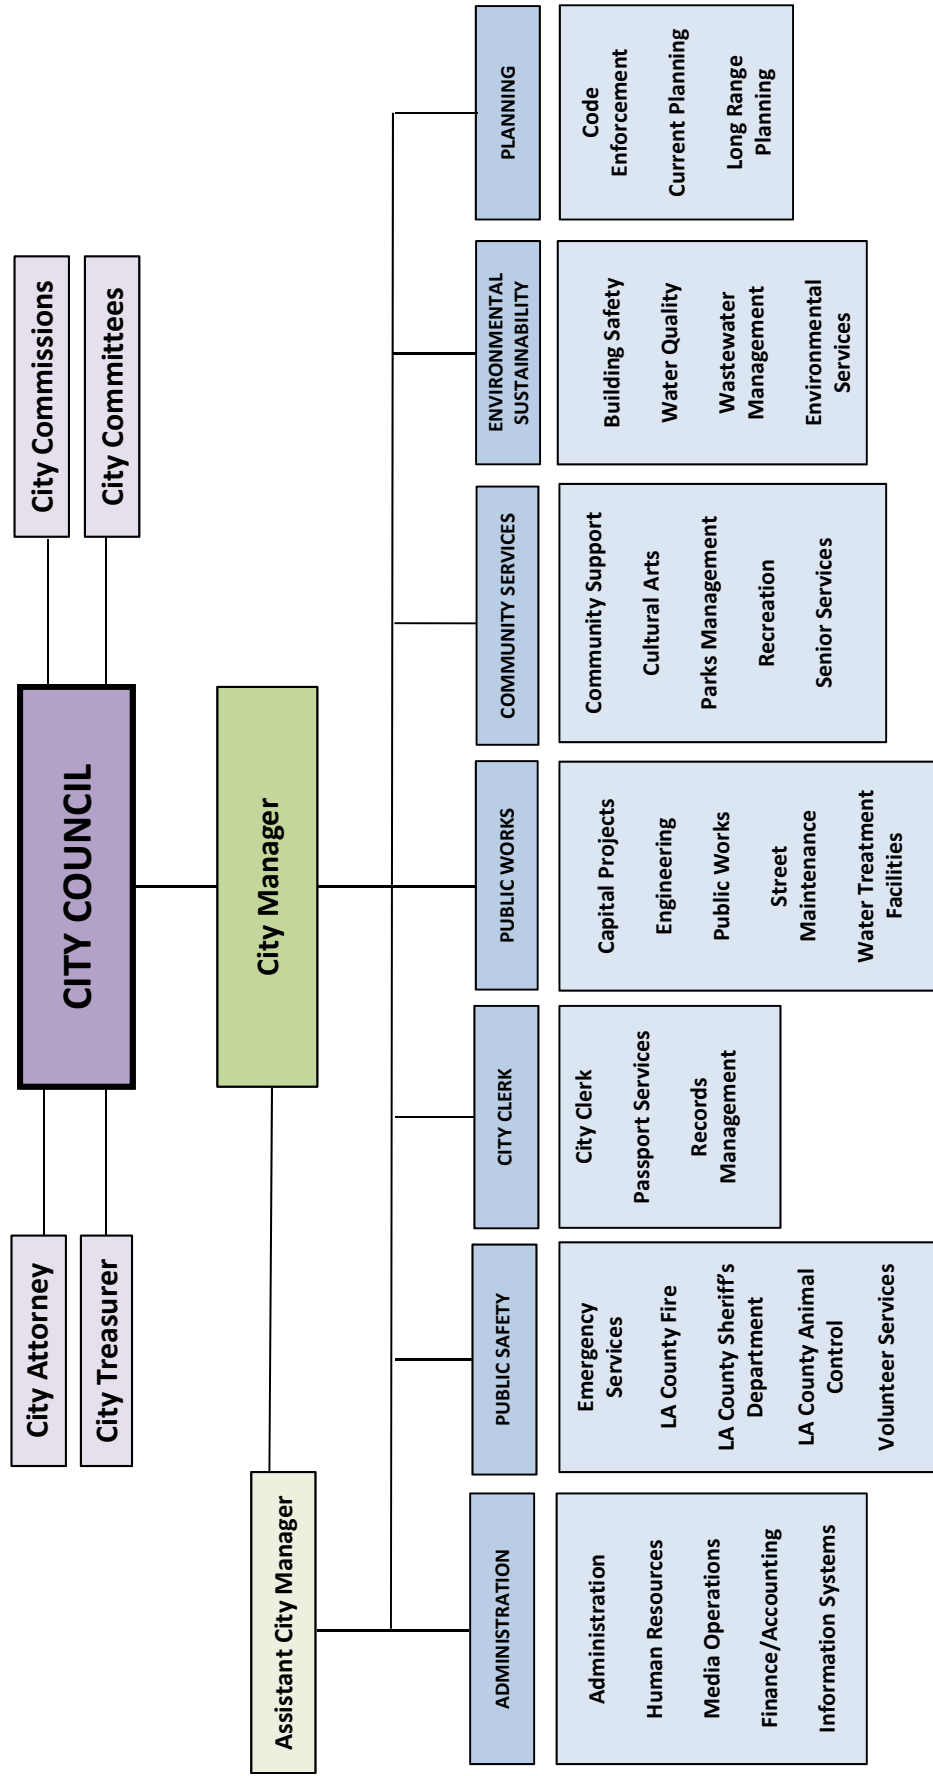 City Attorney
City Treasurer
CITY COUNCIL
City Commissions
City Committees
City Manager
Assistant City Manager
ADMINISTRATION
Administration
Human Resources
Media Operations
Finance/Accounting
Information Systems
PUBLIC SAFETY
Emergency
Services
LA County Fire
LA County Sheriff’s
Department
LA County Animal
Control
Volunteer Services
CITY CLERK
City Clerk
Passport Services
Records
Management
PUBLIC WORKS
Capital Projects
Engineering
Public Works
Street
Maintenance
Water Treatment
Facilities
COMMUNITY SERVICES
Community Support
Cultural Arts
Parks Management
Recreation
Senior Services
ENVIRONMENTAL
SUSTAINABILITY
Building Safety
Water Quality
Wastewater
Management
Environmental
Services
PLANNING
Code
Enforcement
Current Planning
Long Range
Planning